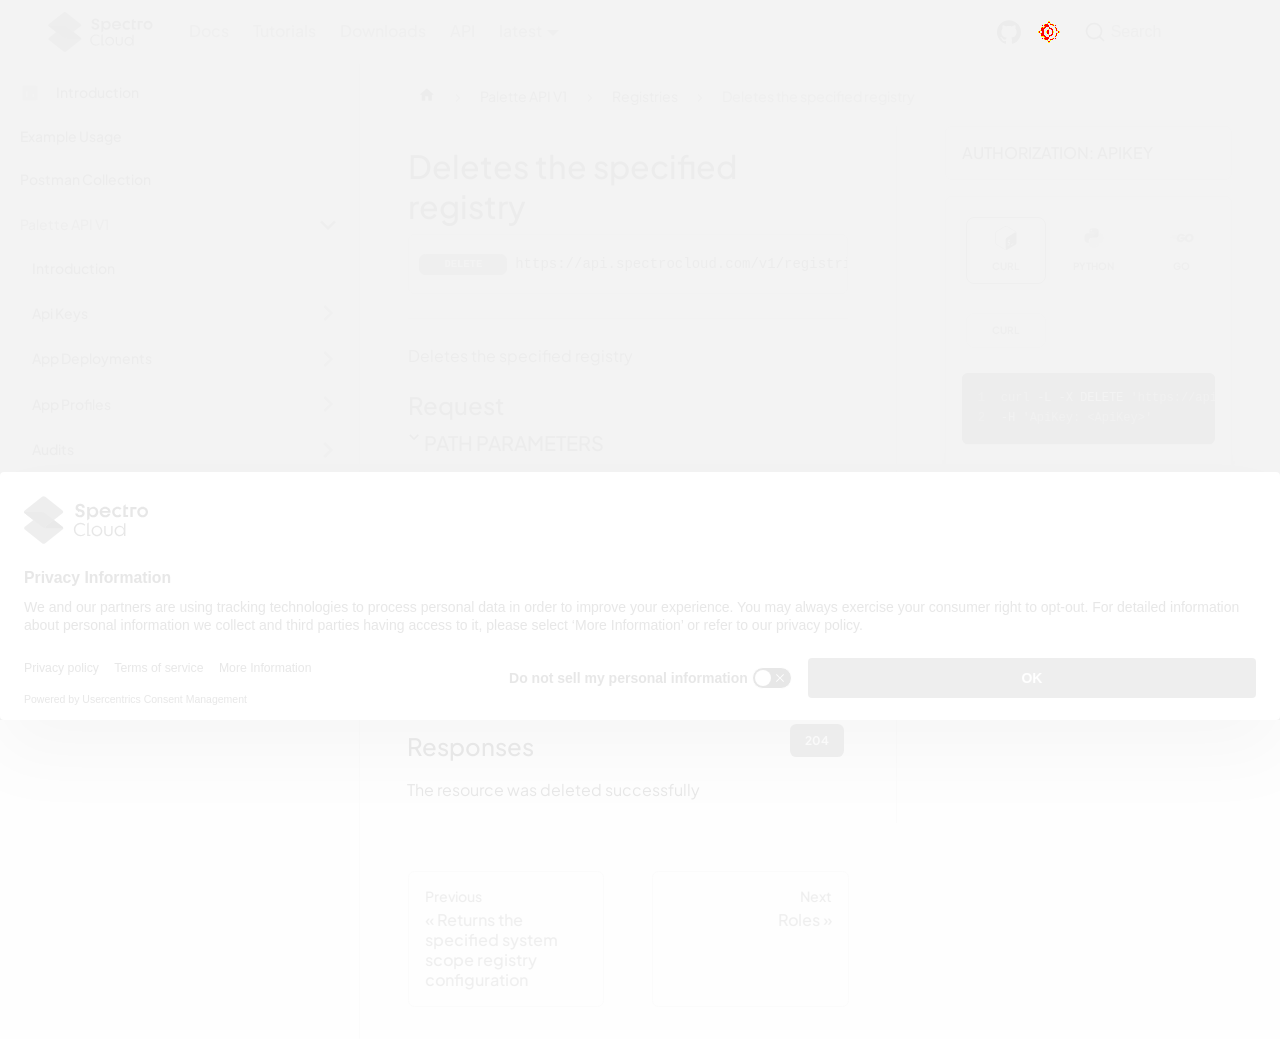 Spectro Cloud
Docs Tutorials Downloads API latest
Search
Introduction
Example Usage
Postman Collection
Palette API V1
Introduction
Api Keys
App Deployments
App Profiles
Audits
Palette API V1
Registries
Deletes the specified registry
Deletes the specified
registry
https://api.spectrocloud.com/v1/registri
Deletes the specified registry
Request
PATH PARAMETERS
AUTHORIZATION: APIKEY
CURL
PYTHON
GO
CURL
DELETE
Spectro
Cloud
Privacy Information
We and our partners are using tracking technologies to process personal data in order to improve your experience. You may always exercise your consumer right to opt-out. For detailed information
about personal information we collect and third parties having access to it, please select ‘More Information’ or refer to our privacy policy.
Privacy policy Terms of service More Information
Do not sell my personal information
OK
Powered by Usercentrics Consent Management
Responses
204
The resource was deleted successfully
Previous
« Returns the
specified system
scope registry
configuration
Next
Roles »